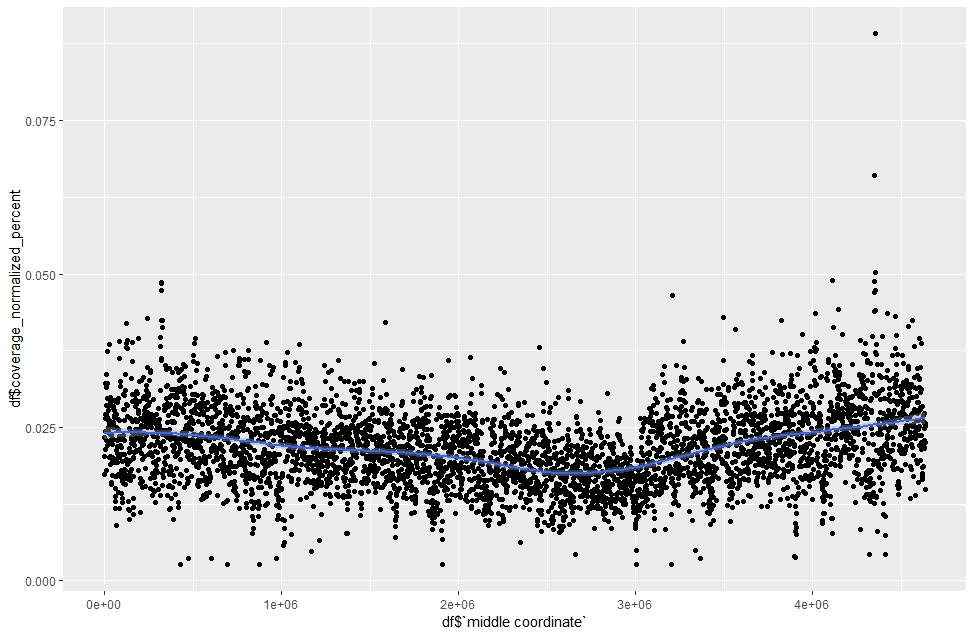 df$coverage_normalized_percent
0.075
0.050
0.025
0.000
0e+00 1e+06 2e+06 3e+06 4e+06
df$`middle coordinate`